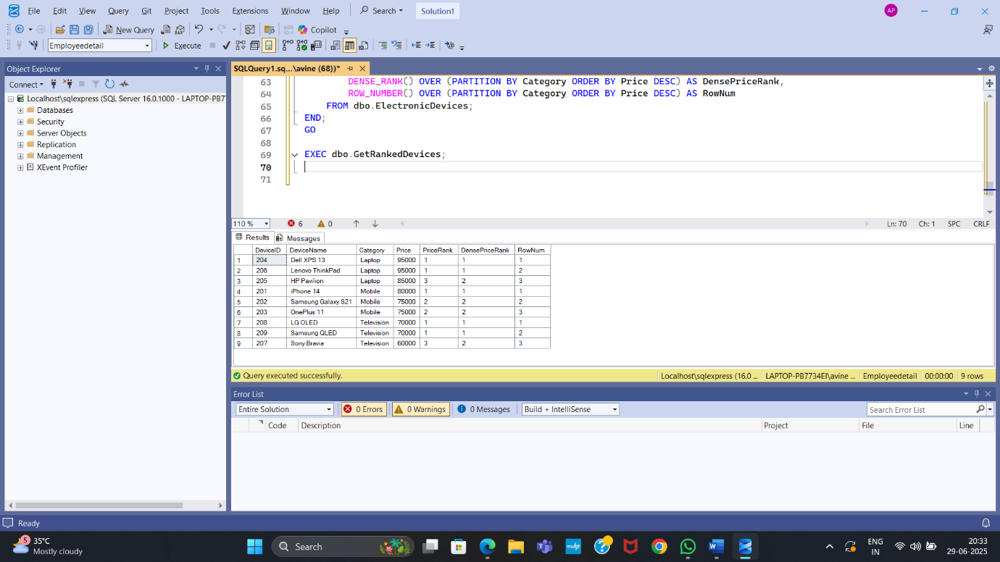 File Edit View Query Git Project Tools Extensions Window Help Search Solution1 AP
New Query DAX Copilot
Employeedetail Execute
Object Explorer
Connect
Localhost\sqlexpress (SQL Server 16.0.1000 - LAPTOP-PB7
Databases
Security
Server Objects
Replication
Management
XEvent Profiler
SQLQuery1.sq...\avine (68))*
63 DENSE_RANK() OVER (PARTITION BY Category ORDER BY Price DESC) AS DensePriceRank,
64 ROW_NUMBER() OVER (PARTITION BY Category ORDER BY Price DESC) AS RowNum
65 FROM dbo.ElectronicDevices;
66 END;
67 GO
68
69 EXEC dbo.GetRankedDevices;
70
71
110 % 6 0 Ln: 70 Ch: 1 SPC CRLF
Results Messages
DeviceID DeviceName Category Price PriceRank DensePriceRank RowNum
1 204 Dell XPS 13 Laptop 95000 1 1 1
2 206 Lenovo ThinkPad Laptop 95000 1 1 2
3 205 HP Pavilion Laptop 85000 3 2 3
4 201 iPhone 14 Mobile 80000 1 1 1
5 202 Samsung Galaxy S21 Mobile 75000 2 2 2
6 203 OnePlus 11 Mobile 75000 2 2 3
7 208 LG OLED Television 70000 1 1 1
8 209 Samsung QLED Television 70000 1 1 2
9 207 Sony Bravia Television 60000 3 2 3
Query executed successfully. Localhost\sqlexpress (16.0 ... LAPTOP-PB7734EI\avine ... Employeedetail 00:00:00 9 rows
Error List
Entire Solution 0 Errors 0 Warnings 0 Messages Build + IntelliSense Search Error List
Code Description Project File Line
Ready
5 35°C
Mostly cloudy
Search
myhp
ENG
IN
20:33
29-06-2025